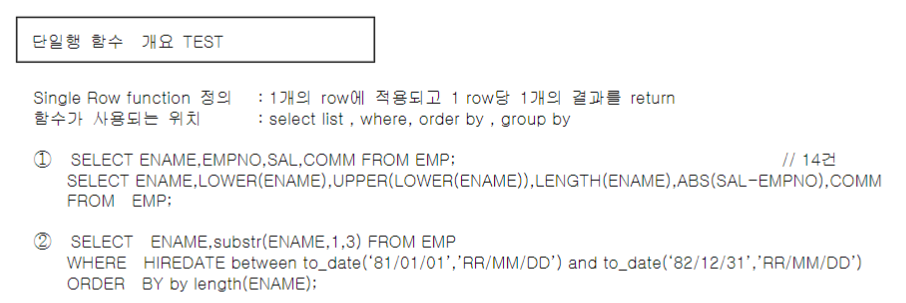 단일행 함수 개요 TEST
Single Row function 정의 : 1개의 row에 적용되고 1 row당 1개의 결과를 return
함수가 사용되는 위치 : select list , where, order by , group by
① SELECT ENAME,EMPNO,SAL,COMM FROM EMP; // 14건
SELECT ENAME,LOWER(ENAME),UPPER(LOWER(ENAME)),LENGTH(ENAME),ABS(SAL-EMPNO),COMM
FROM EMP;
② SELECT ENAME,substr(ENAME,1,3) FROM EMP
WHERE HIREDATE between to_date(‘81/01/01’,’RR/MM/DD’) and to_date(‘82/12/31’,’RR/MM/DD’)
ORDER BY by length(ENAME);